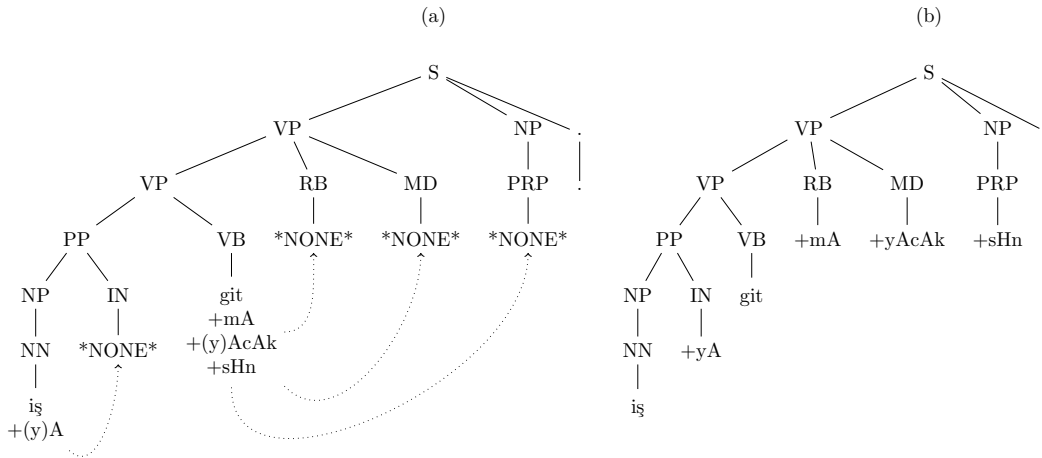 (a) (b)
S S
VP NP . VP NP
VP RB MD PRP . VP RB MD PRP
PP VB *NONE* *NONE* *NONE* PP VB +mA +yAcAk +sHn
NP IN git NP IN git
+mA
NN *NONE* +(y)AcAk NN +yA
+sHn
iş iş
+(y)A